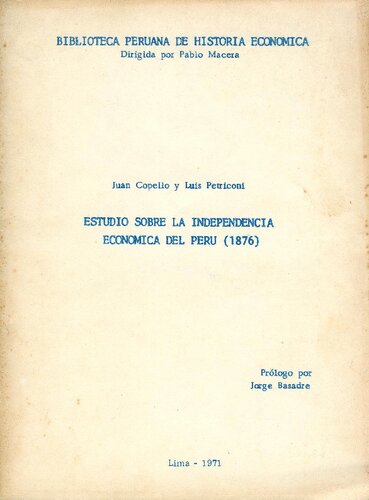 BIBLIOTECA PERUANA DE HISTORIA ECONOMICA
Dirigida por Pablo Macera
Juan Copello y Luis Petriconi
ESTUDIO SOBRE LA INDEPENDENCIA
ECONOMICA DEL PERU (1876)
Prólogo por
Jorge Basadre
Lima - 1971